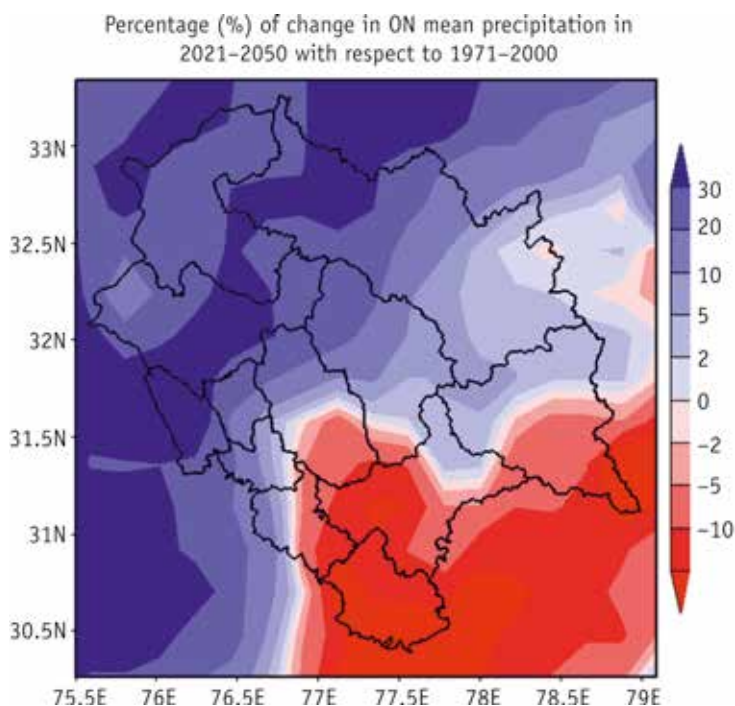 Percentage (%) of change in ON mean precipitation in
2021–2050 with respect to 1971–2000
33N
32.5N
32N
31.5N
31N
30.5N
75.5E 76E 76.5E 77E 77.5E 78E 78.5E 79E
30
20
10
5
2
0
–2
–5
–10